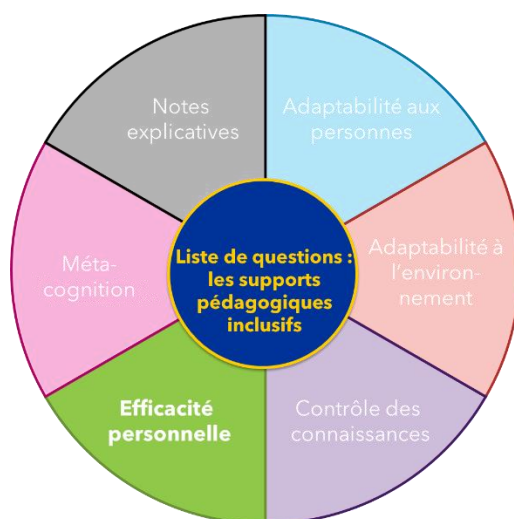 Notes
explicatives
Adaptabilité aux
personnes
Méta-
cognition
Liste de questions :
les supports
pédagogiques
inclusifs
Adaptabilité à
l'environ-
nement
Efficacité
personnelle
Contrôle des
connaissances